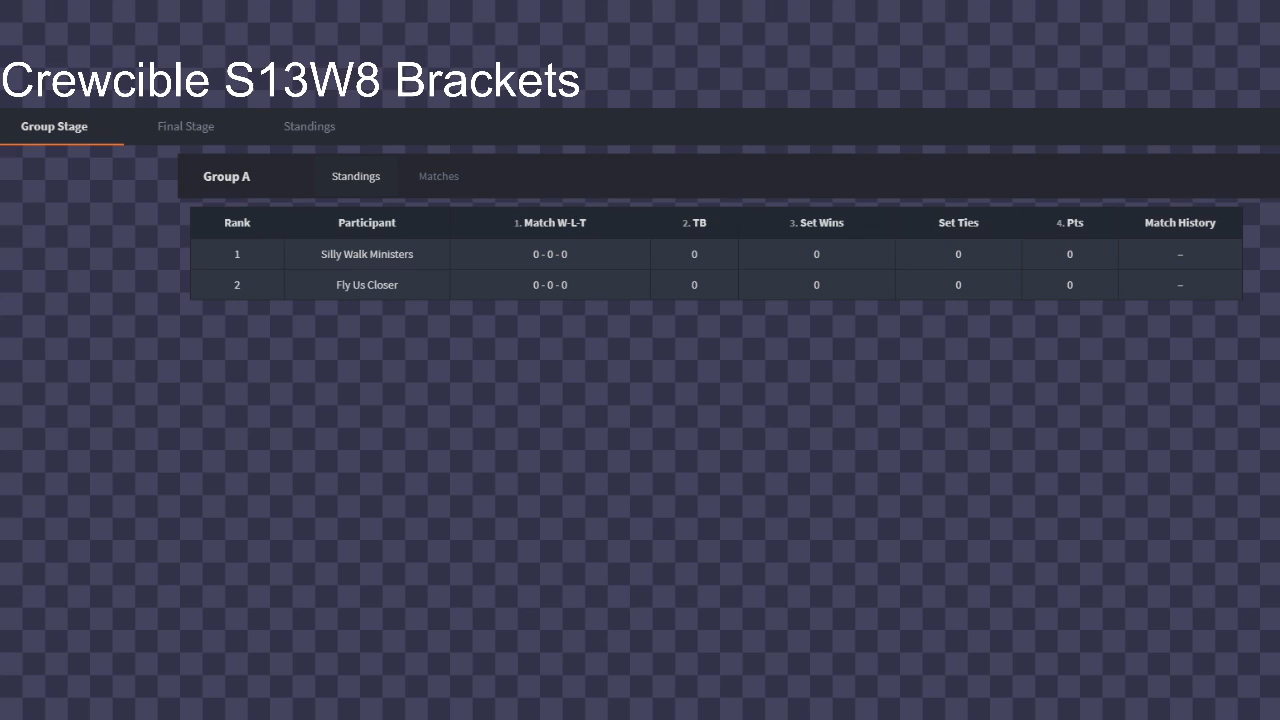 Crewcible S13W8 Brackets
Group Stage Final Stage Standings
Group A Standings Matches
Rank Participant 1. Match W-L-T 2. TB 3. Set Wins Set Ties 4. Pts Match History
1 Silly Walk Ministers 0 - 0 - 0 0 0 0 0 –
2 Fly Us Closer 0 - 0 - 0 0 0 0 0 –